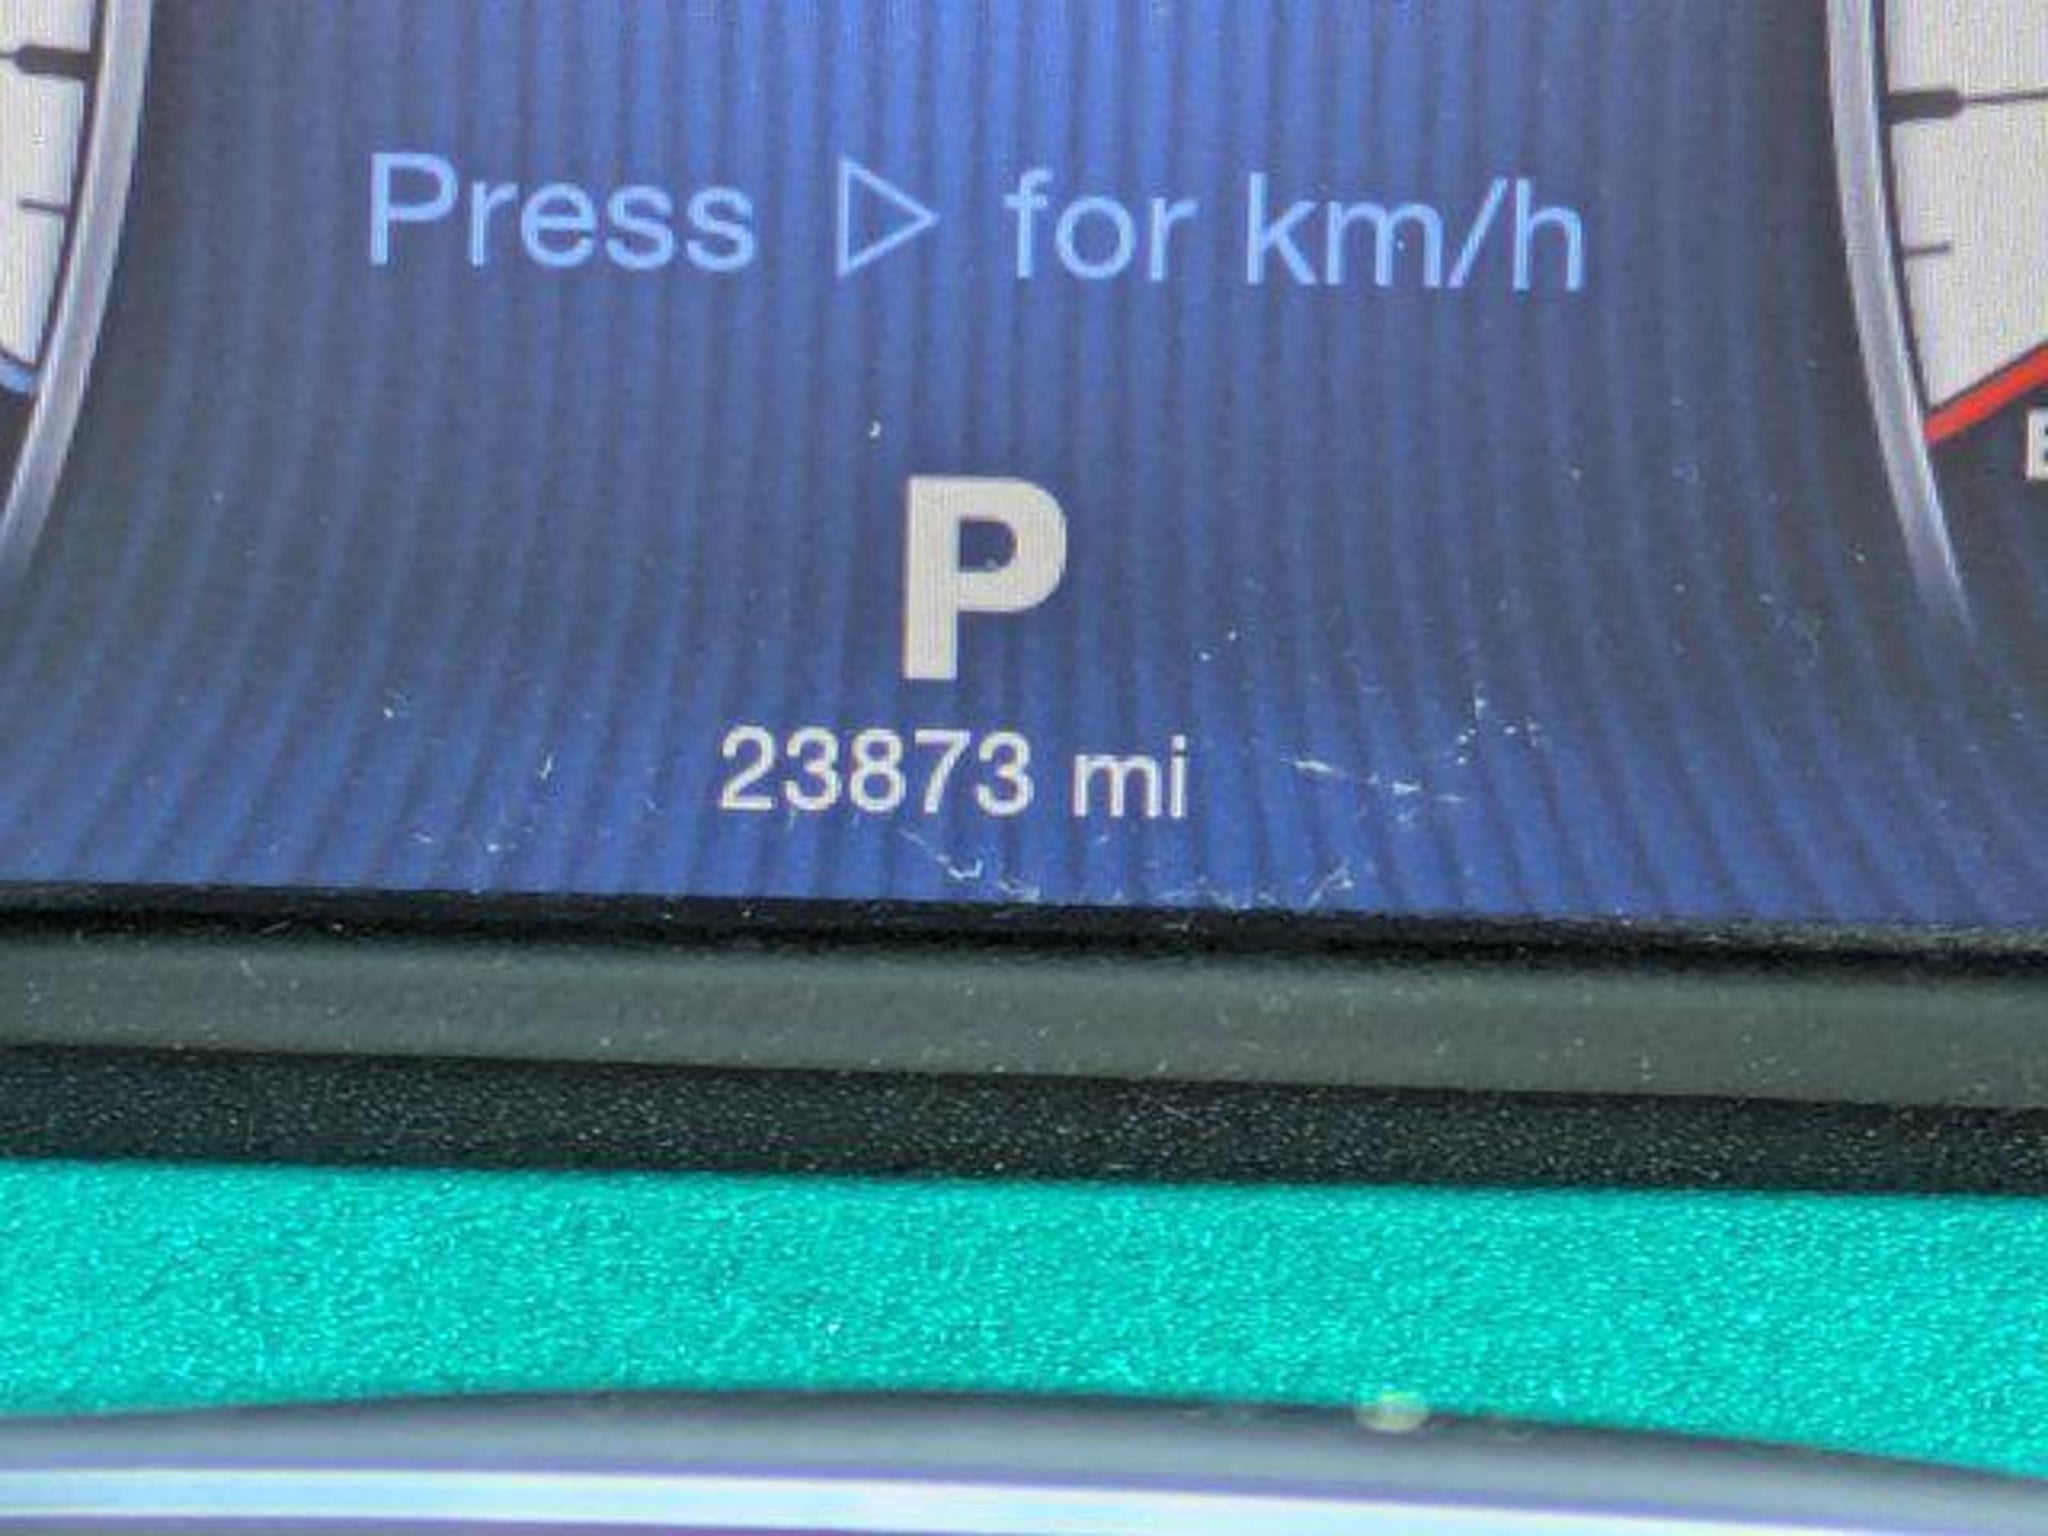 Press ▷ for km/h
E
P
23873 mi